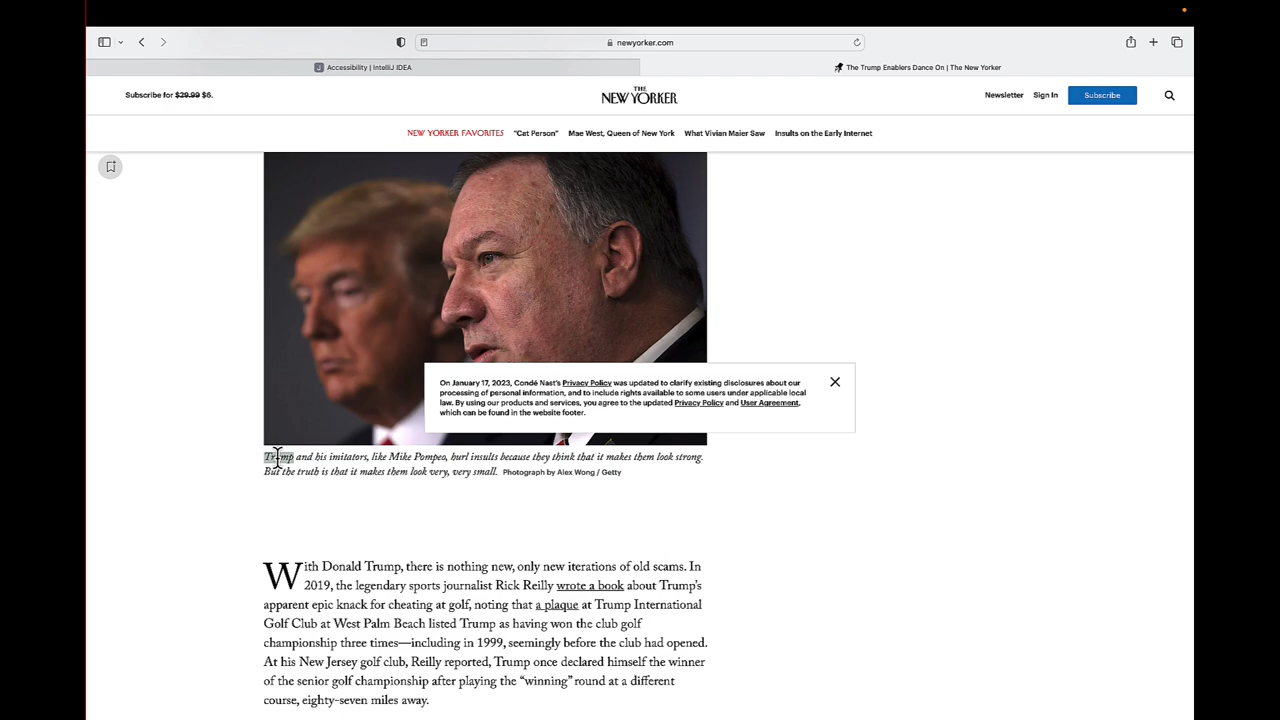 newyorker.com
Accessibility | IntelliJ IDEA
The Trump Enablers Dance On | The New Yorker
Subscribe for $29.99 $6.
THE
NEW YORKER
Newsletter
Sign In
Subscribe
NEW YORKER FAVORITES
"Cat Person"
Mae West, Queen of New York
What Vivian Maier Saw
Insults on the Early Internet
On January 17, 2023, Condé Nast's Privacy Policy was updated to clarify existing disclosures about our
processing of personal information, and to include rights available to some users under applicable local
law. By using our products and services, you agree to the updated Privacy Policy and User Agreement,
which can be found in the website footer.
Trump and his imitators, like Mike Pompeo, hurl insults because they think that it makes them look strong.
But the truth is that it makes them look very, very small. Photograph by Alex Wong / Getty
With Donald Trump, there is nothing new, only new iterations of old scams. In
2019, the legendary sports journalist Rick Reilly wrote a book about Trump's
apparent epic knack for cheating at golf, noting that a plaque at Trump International
Golf Club at West Palm Beach listed Trump as having won the club golf
championship three times—including in 1999, seemingly before the club had opened.
At his New Jersey golf club, Reilly reported, Trump once declared himself the winner
of the senior golf championship after playing the "winning" round at a different
course, eighty-seven miles away.